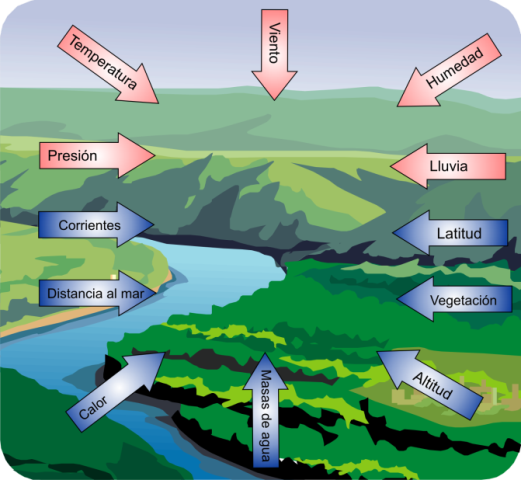 Temperatura
Viento
Humedad
Presión
Lluvia
Corrientes
Latitud
Distancia al mar
Vegetación
Calor
Masas de agua
Altitud